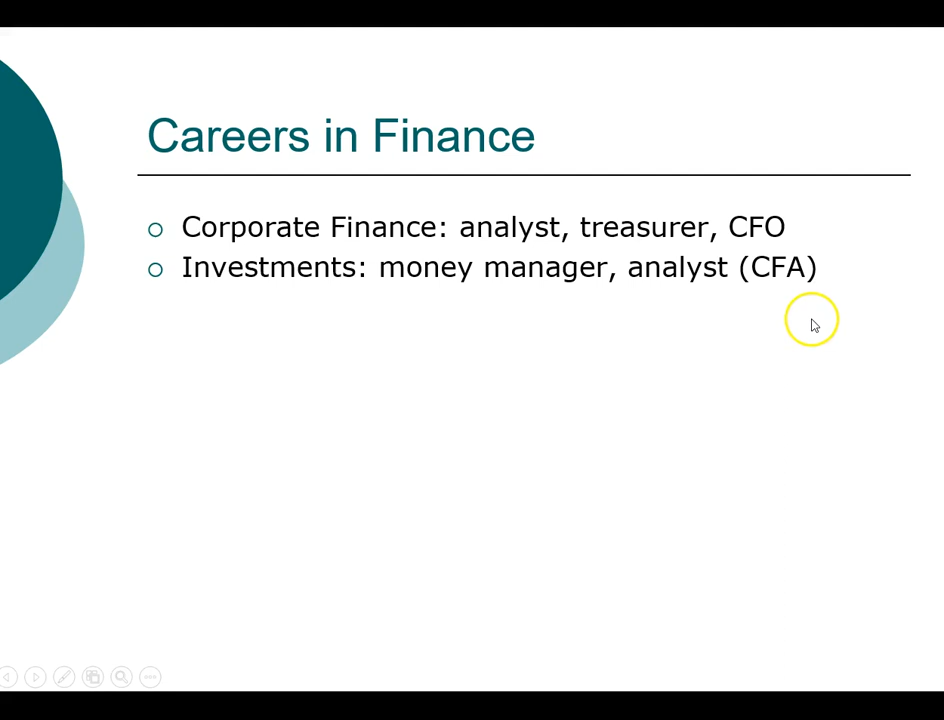 Careers in Finance
Corporate Finance: analyst, treasurer, CFO
Investments: money manager, analyst (CFA)